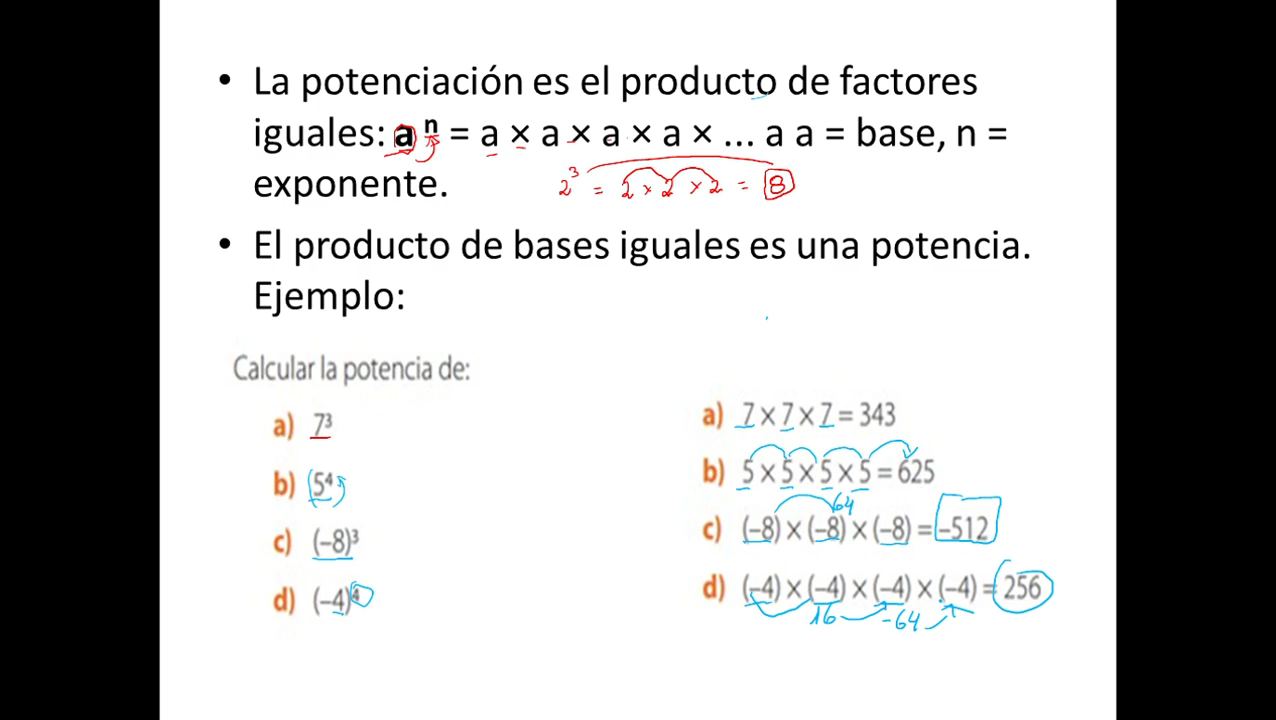 • La potenciación es el producto de factores
iguales: a n = a × a × a × a × ... a a = base, n =
exponente.
2³ = 2 × 2 × 2 = 8
• El producto de bases iguales es una potencia.
Ejemplo:
Calcular la potencia de:
a) 7³
b) 5⁴
c) (–8)³
d) (–4)⁴
a) 7 × 7 × 7 = 343
b) 5 × 5 × 5 × 5 = 625
64
c) (–8) × (–8) × (–8) = –512
d) (–4) × (–4) × (–4) × (–4) = 256
16 -64